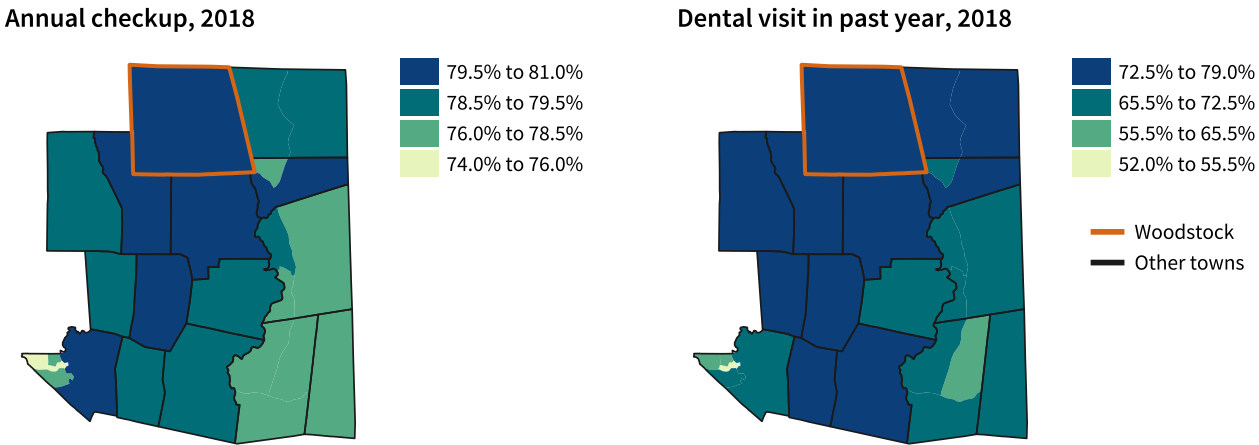 Annual checkup, 2018
79.5% to 81.0%
78.5% to 79.5%
76.0% to 78.5%
74.0% to 76.0%
Dental visit in past year, 2018
72.5% to 79.0%
65.5% to 72.5%
55.5% to 65.5%
52.0% to 55.5%
Woodstock
Other towns